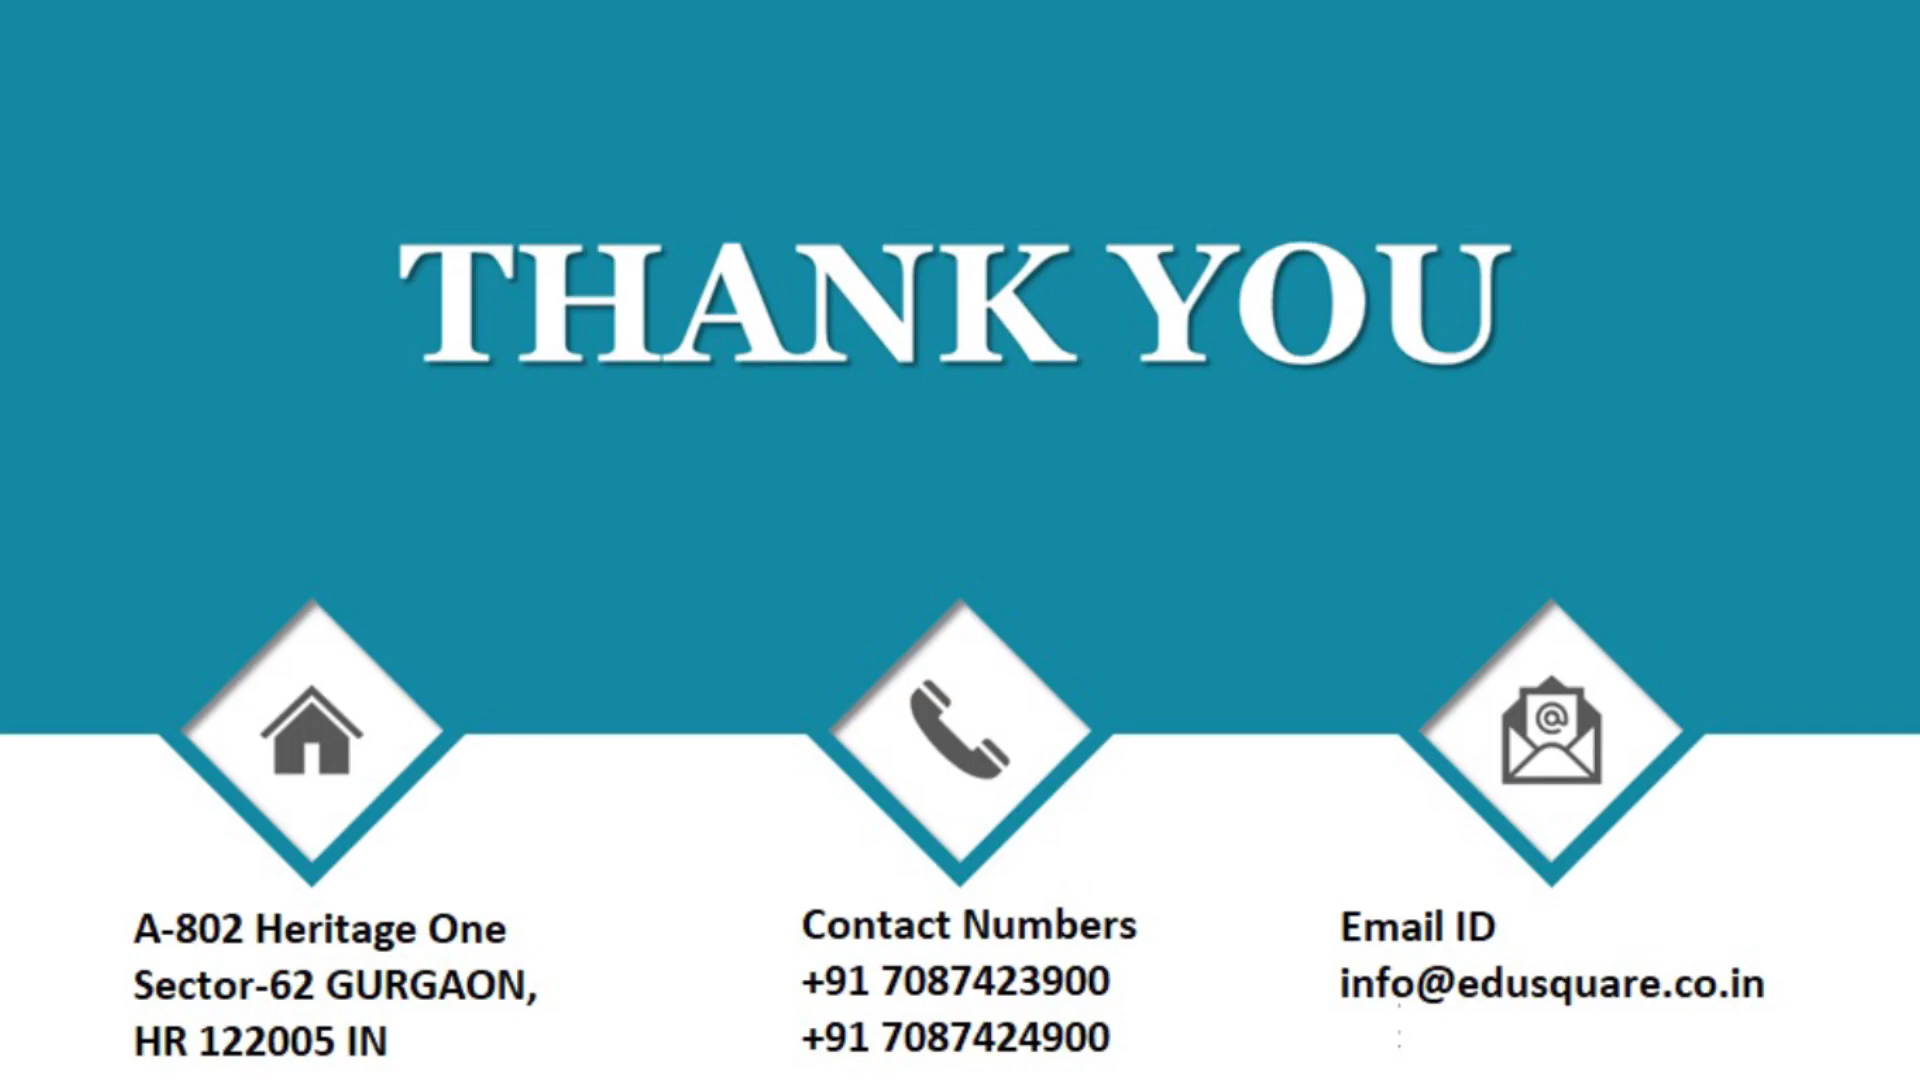 THANK YOU
A-802 Heritage One
Sector-62 GURGAON,
HR 122005 IN
Contact Numbers
+91 7087423900
+91 7087424900
Email ID
info@edusquare.co.in